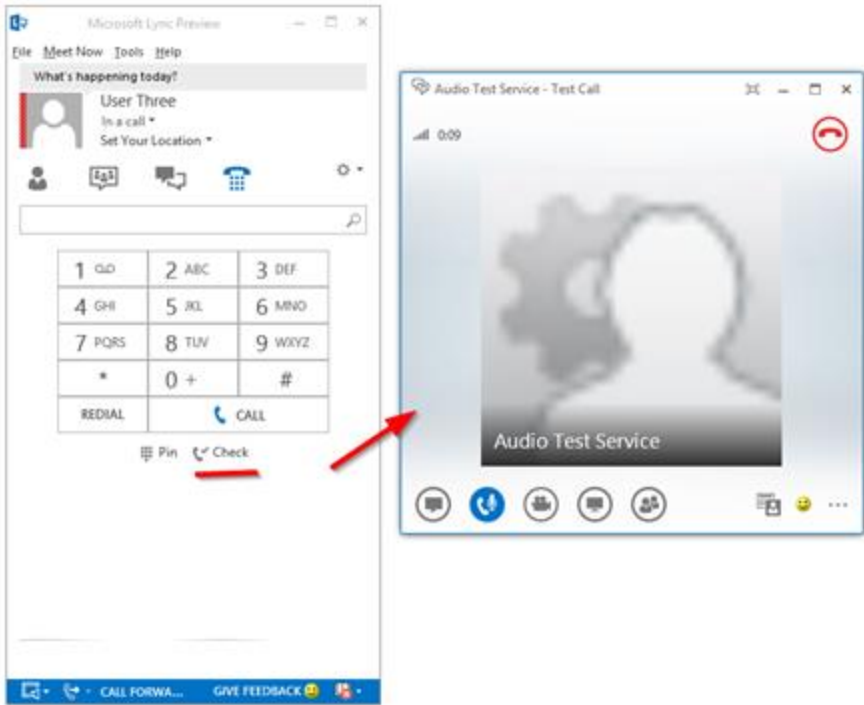 Microsoft Lync Preview
File Meet Now Tools Help
What's happening today?
User Three
In a call
Set Your Location
1
2 ABC
3 DEF
4 GHI
5 JKL
6 MNO
7 PQRS
8 TUV
9 WXYZ
*
0 +
#
REDIAL
CALL
Pin
Check
CALL FORWA...
GIVE FEEDBACK
Audio Test Service - Test Call
0:09
Audio Test Service